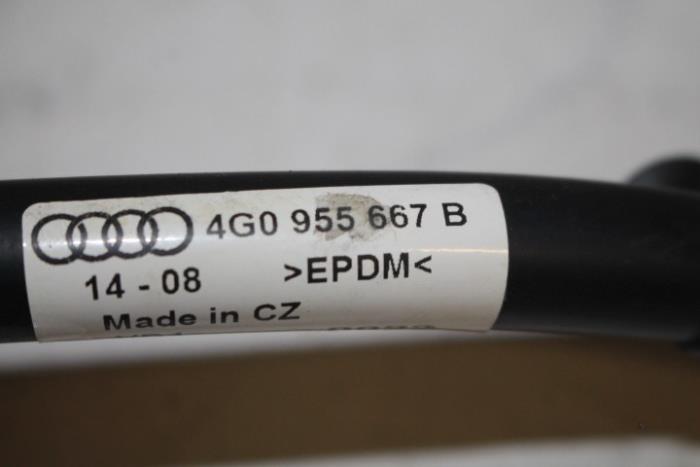 4G0 955 667 B
14 - 08 >EPDM<
Made in CZ